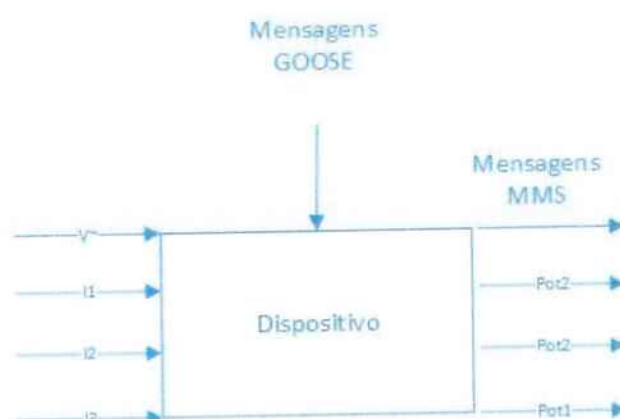 Mensagens
GOOSE
Mensagens
MMS
V
I1
Pot2
Dispositivo
I2
Pot2
Pot1